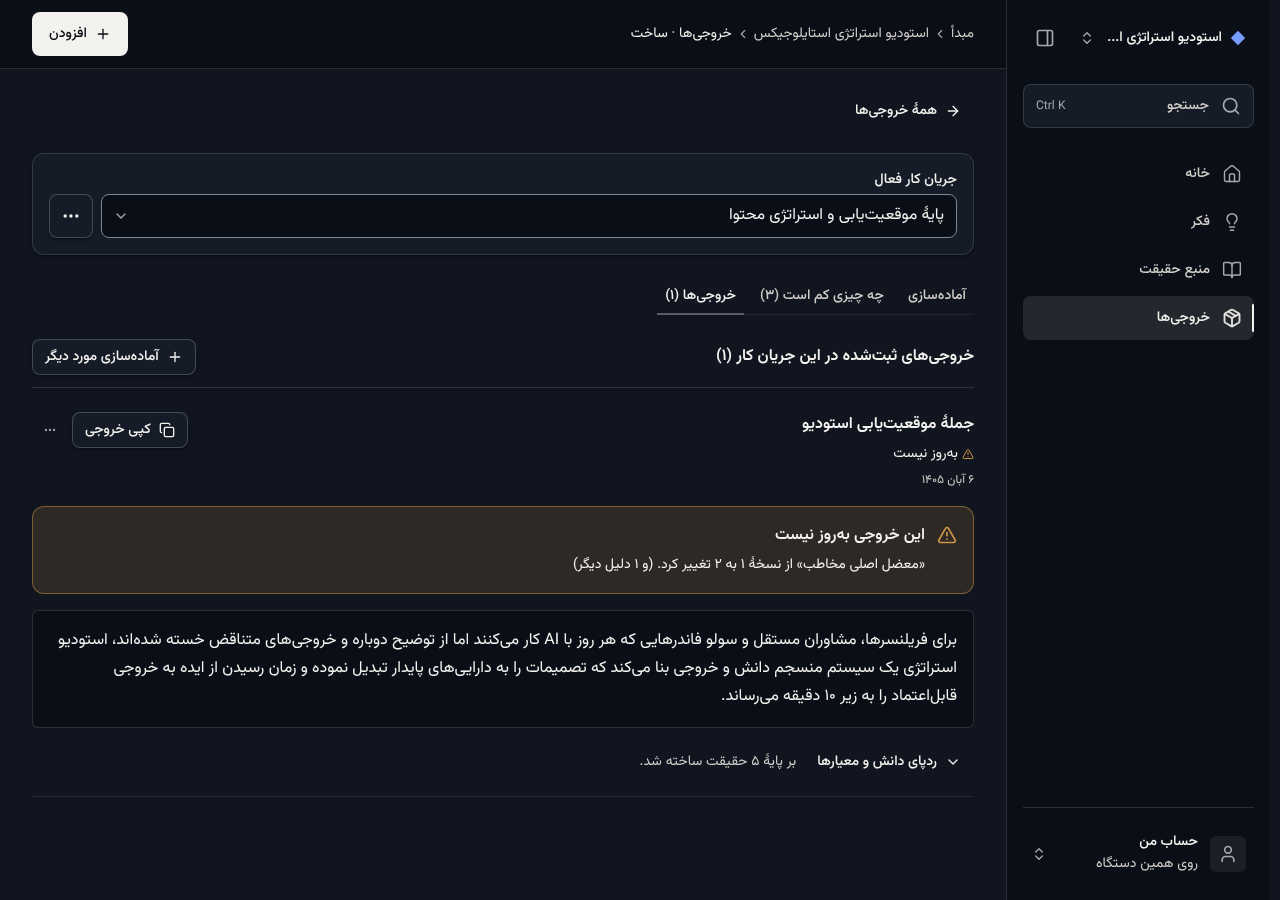 استودیو استراتژی ا...
جستجو
Ctrl K
خانه
فکر
منبع حقیقت
خروجی‌ها
حساب من
روی همین دستگاه
مبدأ › استودیو استراتژی استایلوجیکس › خروجی‌ها · ساخت
افزودن
همهٔ خروجی‌ها
جریان کار فعال
پایهٔ موقعیت‌یابی و استراتژی محتوا
آماده‌سازی
چه چیزی کم است (۳)
خروجی‌ها (۱)
خروجی‌های ثبت‌شده در این جریان کار (۱)
آماده‌سازی مورد دیگر
جملهٔ موقعیت‌یابی استودیو
کپی خروجی
به‌روز نیست
۶ آبان ۱۴۰۵
این خروجی به‌روز نیست
«معضل اصلی مخاطب» از نسخهٔ ۱ به ۲ تغییر کرد. (و ۱ دلیل دیگر)
برای فریلنسرها، مشاوران مستقل و سولو فاندرهایی که هر روز با AI کار می‌کنند اما از توضیح دوباره و خروجی‌های متناقض خسته شده‌اند، استودیو
استراتژی یک سیستم منسجم دانش و خروجی بنا می‌کند که تصمیمات را به دارایی‌های پایدار تبدیل نموده و زمان رسیدن از ایده به خروجی
قابل‌اعتماد را به زیر ۱۰ دقیقه می‌رساند.
ردپای دانش و معیارها
بر پایهٔ ۵ حقیقت ساخته شد.